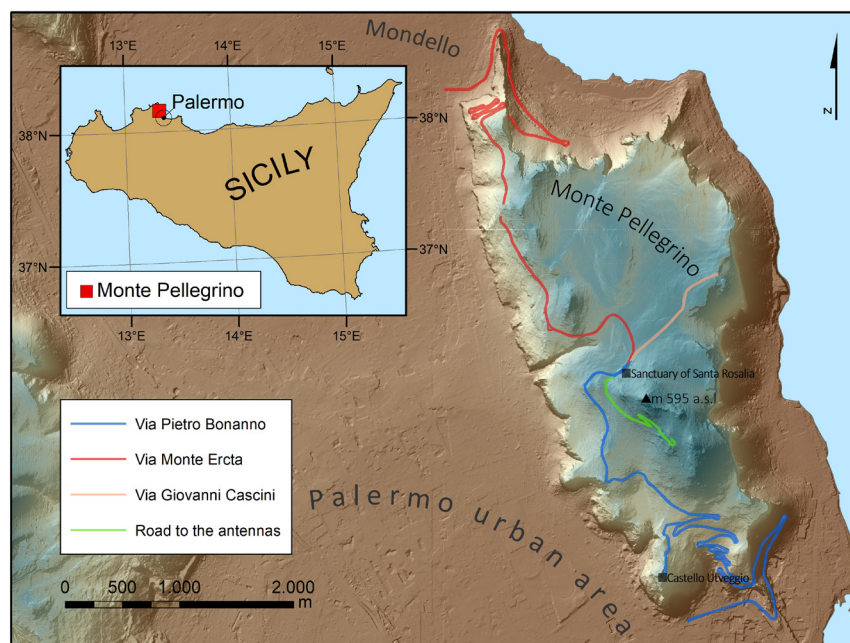 Mondello
13°E
14°E
15°E
Palermo
38°N
38°N
SICILY
37°N
37°N
Monte Pellegrino
13°E
14°E
15°E
N
Monte Pellegrino
Sanctuary of Santa Rosalia
m 595 a.s.l
Via Pietro Bonanno
Via Monte Ercta
Via Giovanni Cascini
Road to the antennas
Palermo urban area
Castello Utveggio
0 500 1.000 2.000
m